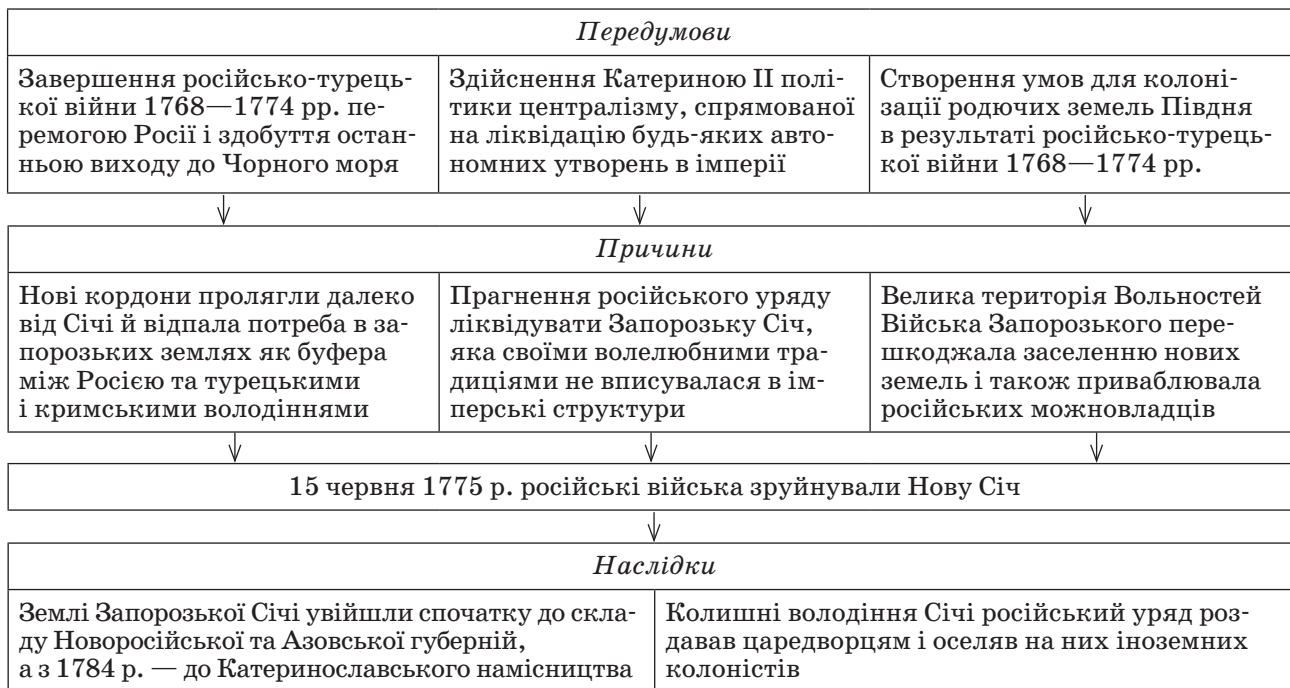 Передумови
Завершення російсько-турець-
кої війни 1768—1774 рр. пе-
ремогою Росії і здобуття остан-
ньою виходу до Чорного моря
Здійснення Катериною II полі-
тики централізму, спрямованої
на ліквідацію будь-яких авто-
номних утворень в імперії
Створення умов для колоні-
зації родючих земель Півдня
в результаті російсько-турець-
кої війни 1768—1774 рр.
Причини
Нові кордони пролягли далеко
від Січі й відпала потреба в за-
порозьких землях як буфера
між Росією та турецькими
і кримськими володіннями
Прагнення російського уряду
ліквідувати Запорозьку Січ,
яка своїми волелюбними тра-
диціями не вписувалася в ім-
перські структури
Велика територія Вольностей
Війська Запорозького пере-
шкоджала заселенню нових
земель і також приваблювала
російських можновладців
15 червня 1775 р. російські війська зруйнували Нову Січ
Наслідки
Землі Запорозької Січі увійшли спочатку до скла-
ду Новоросійської та Азовської губерній,
а з 1784 р. — до Катеринославського намісництва
Колишні володіння Січі російський уряд роз-
давав царедворцям і оселяв на них іноземних
колоністів